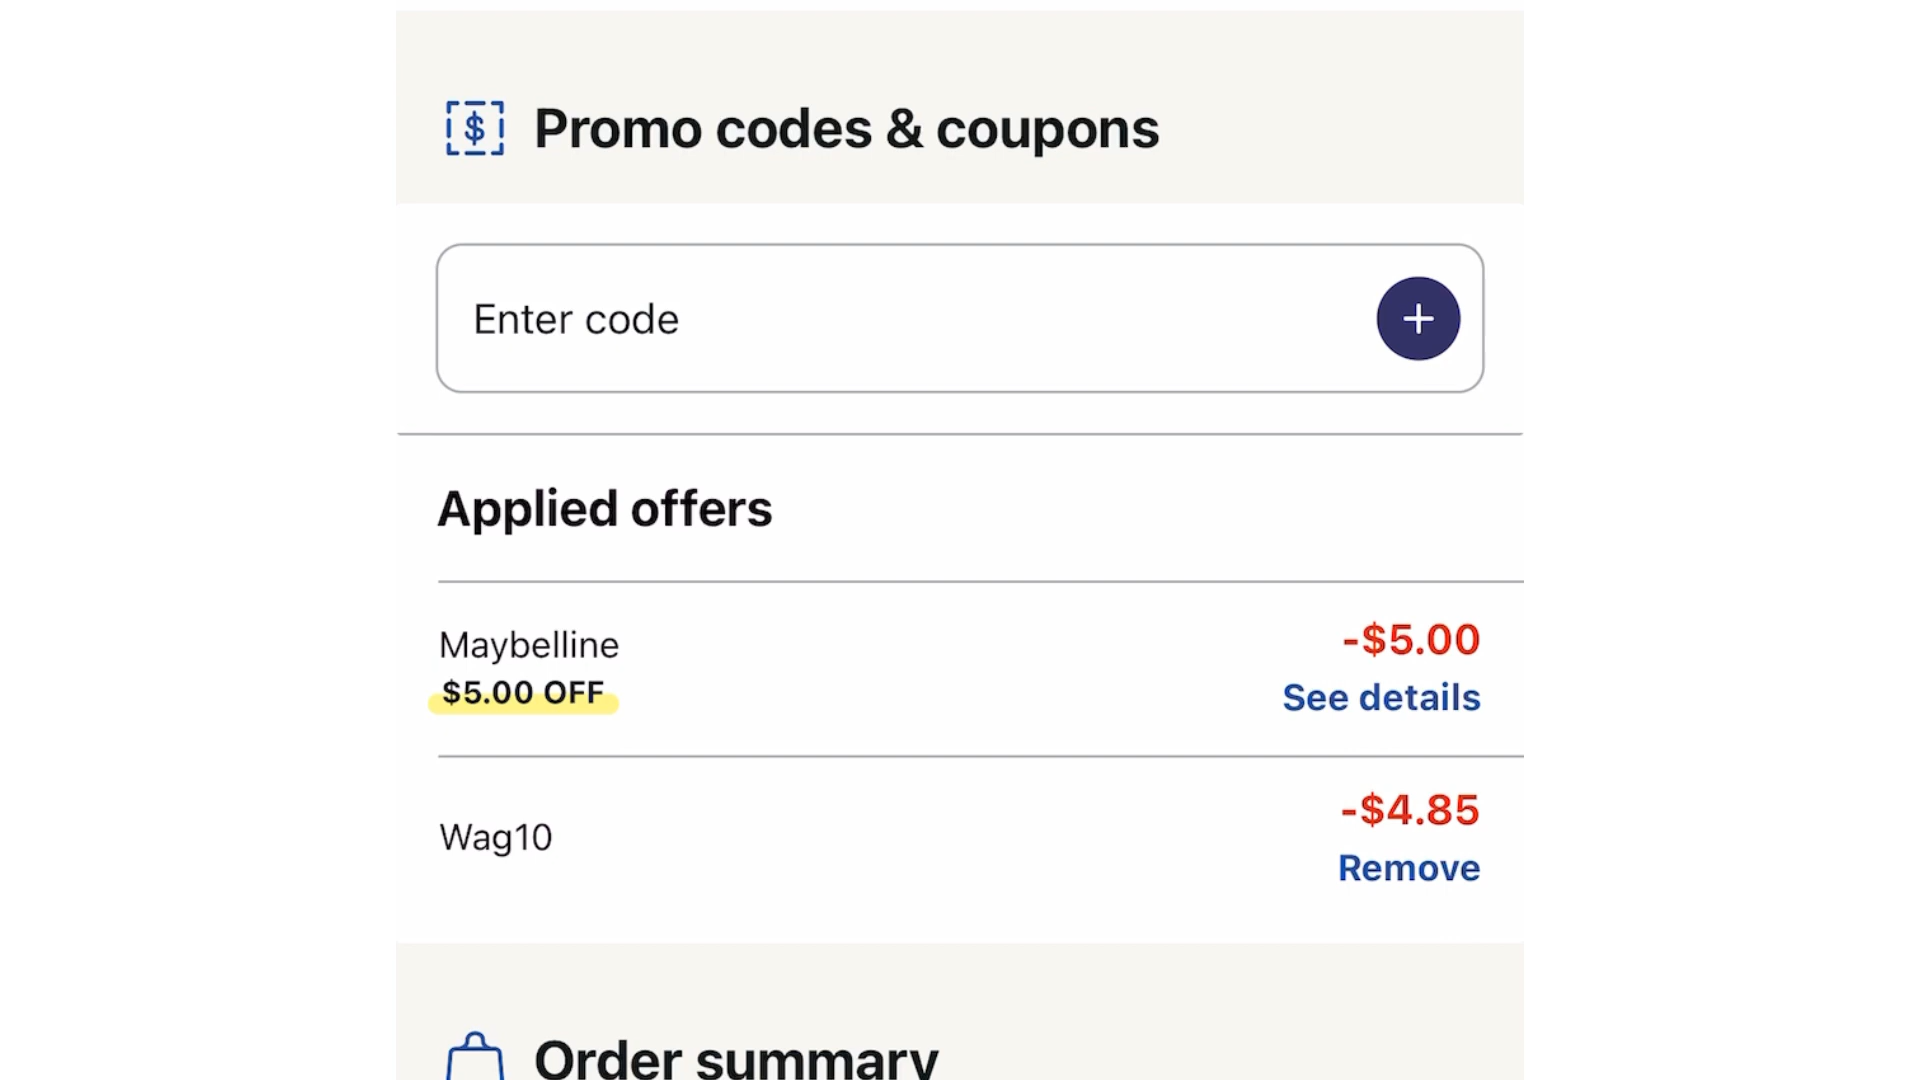 Promo codes & coupons
Enter code
Applied offers
Maybelline
-$5.00
$5.00 OFF
See details
Wag10
-$4.85
Remove
Order summary